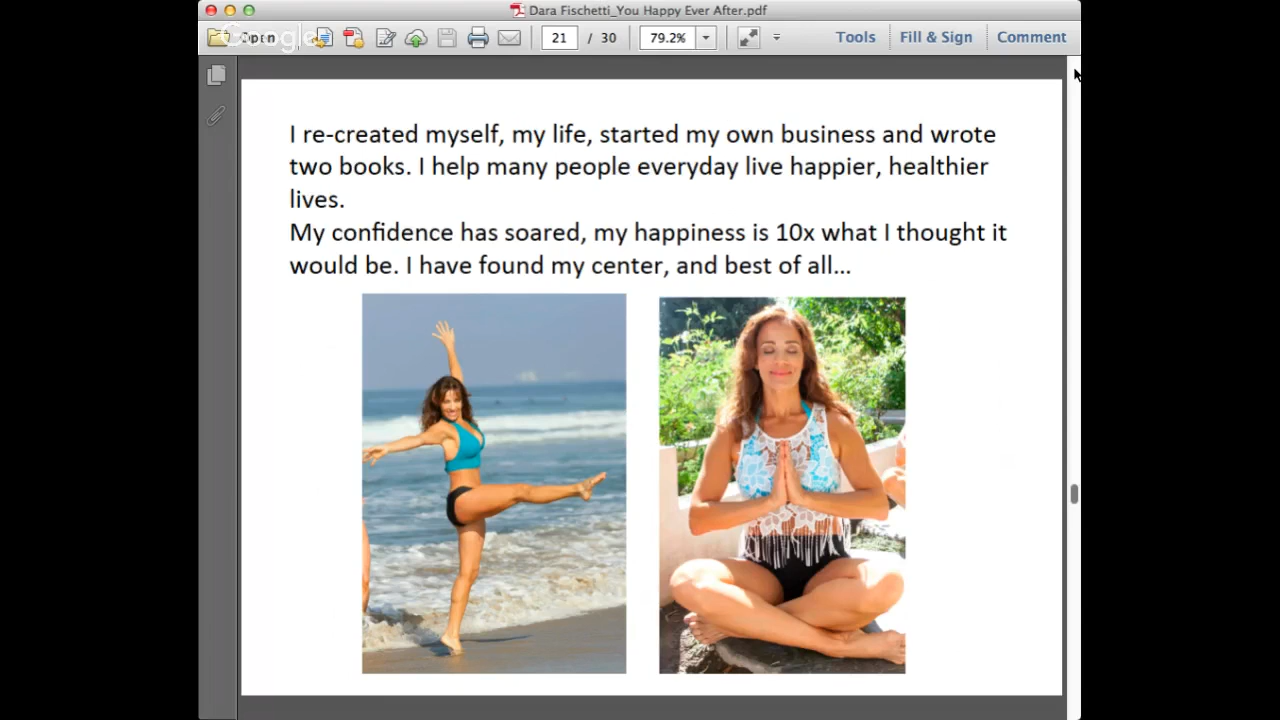 Dara Fischetti_You Happy Ever After.pdf
Google
Open
21 / 30
79.2%
Tools
Fill & Sign
Comment
I re-created myself, my life, started my own business and wrote
two books. I help many people everyday live happier, healthier
lives.
My confidence has soared, my happiness is 10x what I thought it
would be. I have found my center, and best of all...